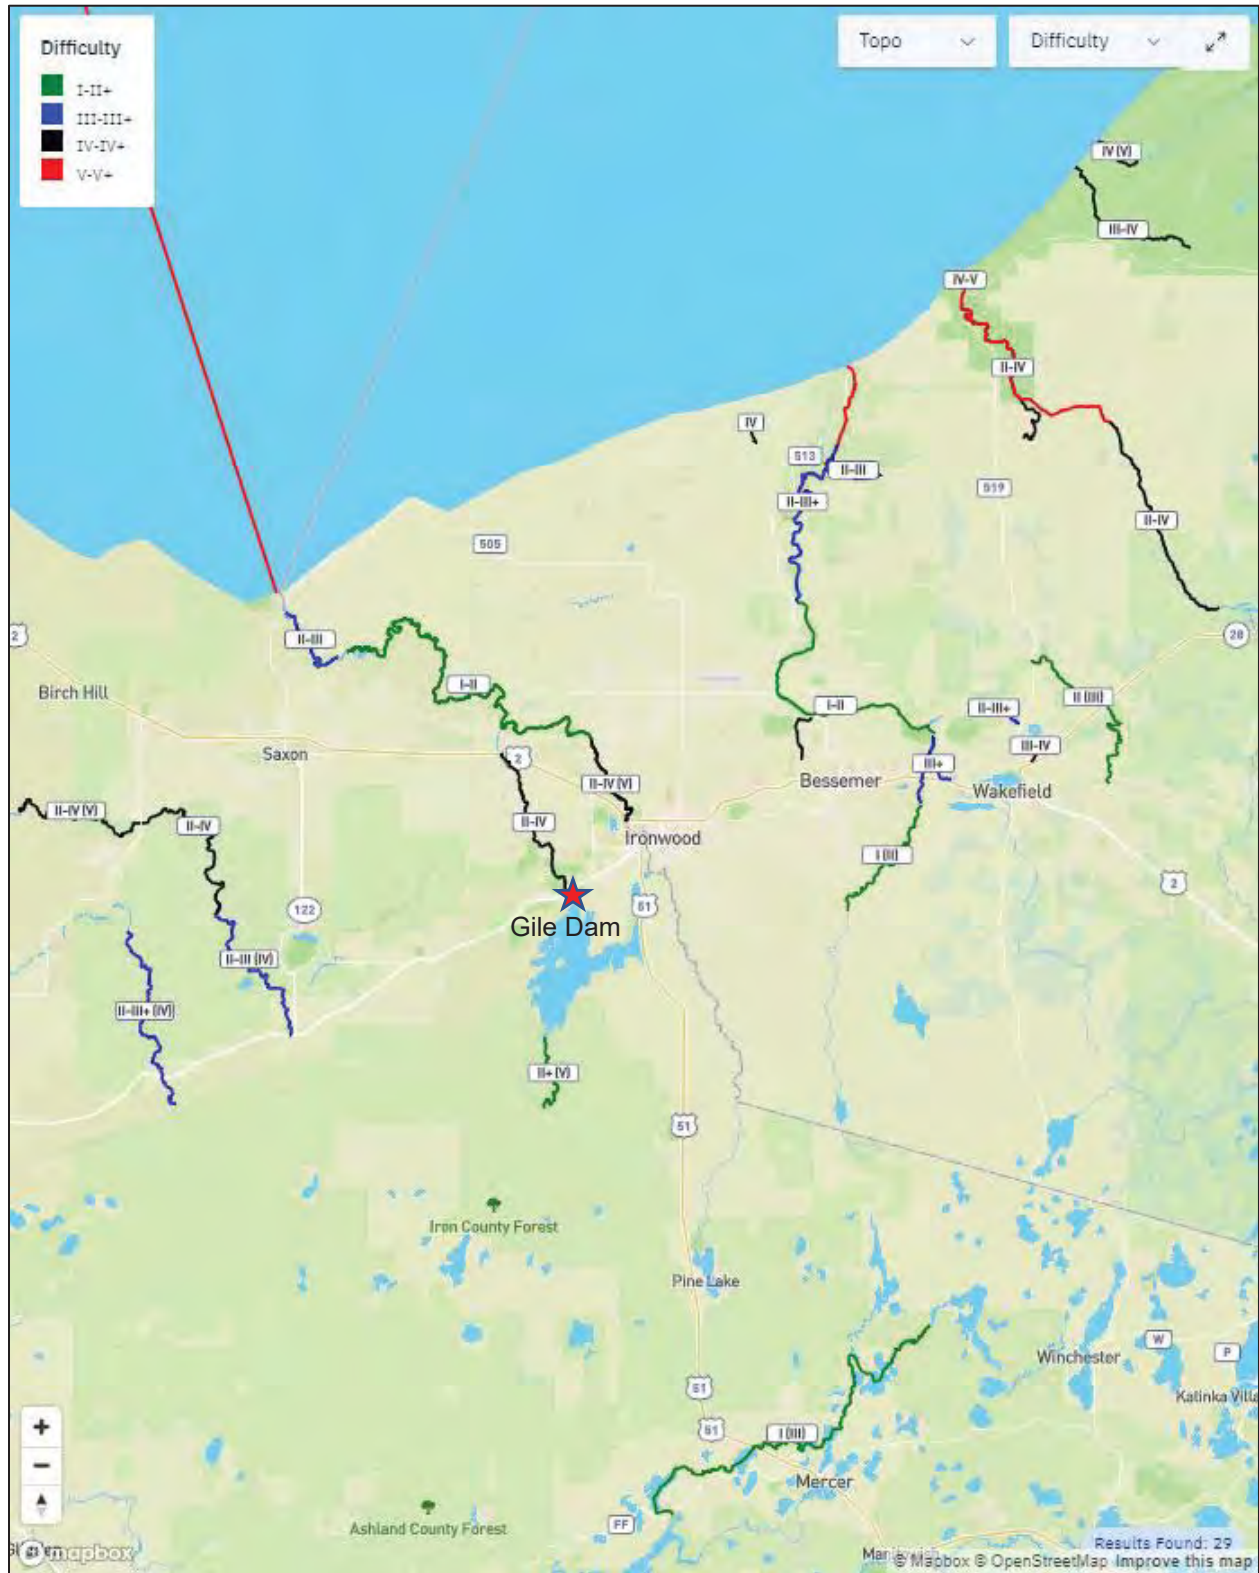 Difficulty
I-II+
III-III+
IV-IV+
V-V+
Topo
Difficulty
IV (V)
III-IV
IV-V
II-IV
IV
513
II-III
II-III+
519
II-IV
505
2
28
II-III
Birch Hill
I-II
II (III)
I-II
II-III+
Saxon
2
III-IV
III+
Bessemer
Wakefield
II-IV (V)
II-IV (V)
II-IV
II-IV
Ironwood
I (II)
2
122
51
Gile Dam
II-III (IV)
II-III+ (IV)
II+ (V)
51
Iron County Forest
Pine Lake
Winchester
W
P
51
Kalinka Villa
51
I (III)
Mercer
FF
Ashland County Forest
mapbox
Results Found: 29
© Mapbox © OpenStreetMap Improve this map